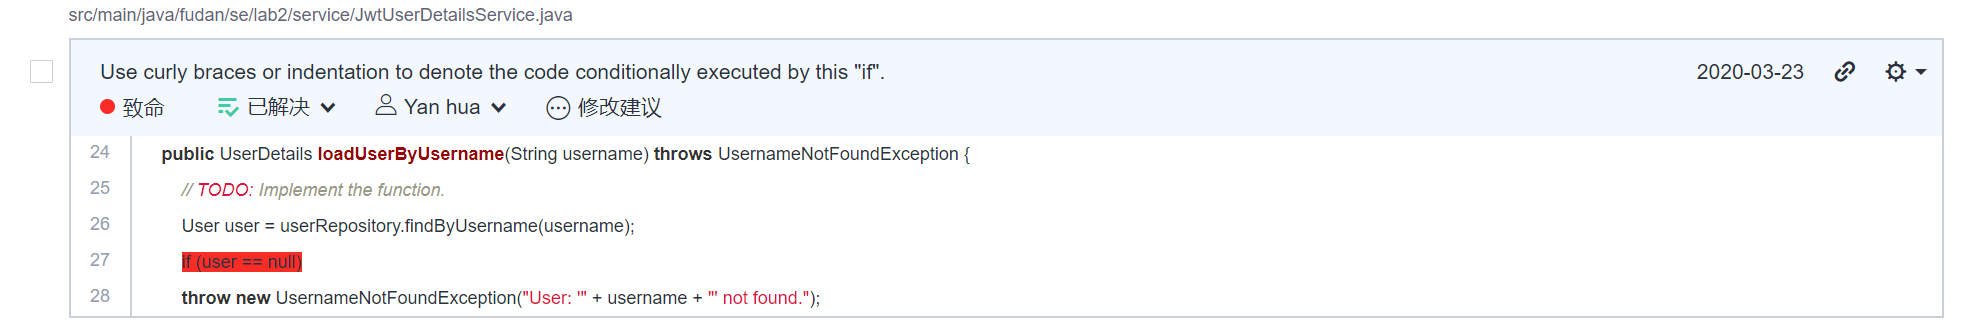 src/main/java/fudan/se/lab2/service/JwtUserDetailsService.java
Use curly braces or indentation to denote the code conditionally executed by this "if". 2020-03-23
致命 已解决 Yan hua 修改建议
24 public UserDetails loadUserByUsername(String username) throws UsernameNotFoundException {
25 // TODO: Implement the function.
26 User user = userRepository.findByUsername(username);
27 if (user == null)
28 throw new UsernameNotFoundException("User: '" + username + "' not found.");